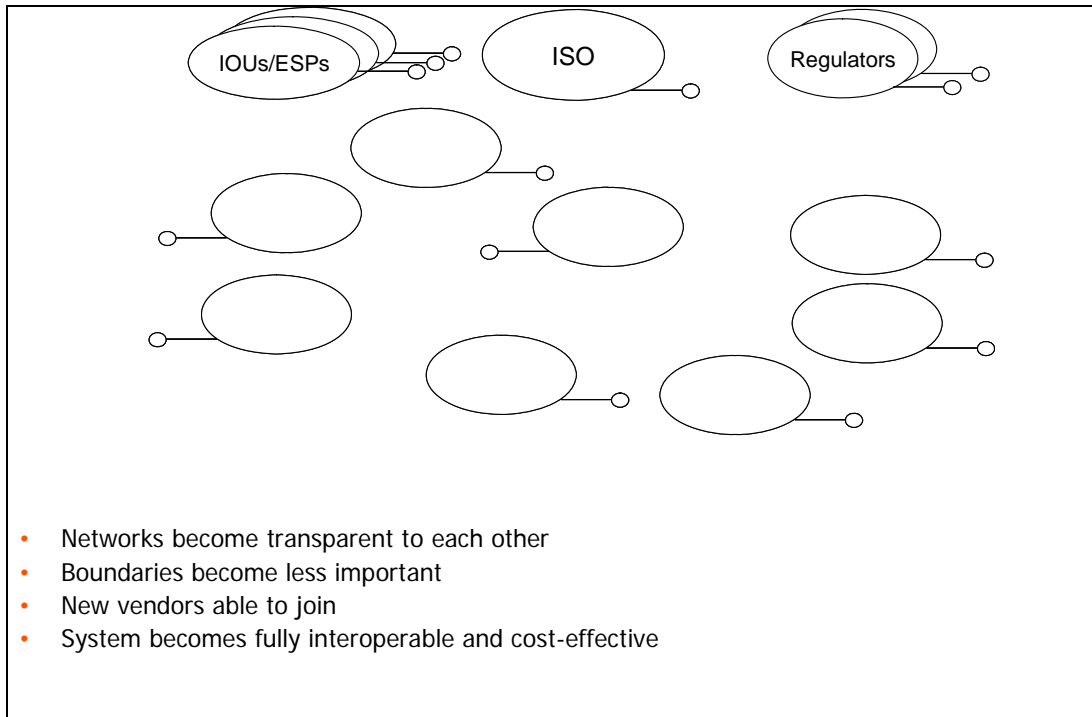 IOUs/ESPs
ISO
Regulators
• Networks become transparent to each other
• Boundaries become less important
• New vendors able to join
• System becomes fully interoperable and cost-effective